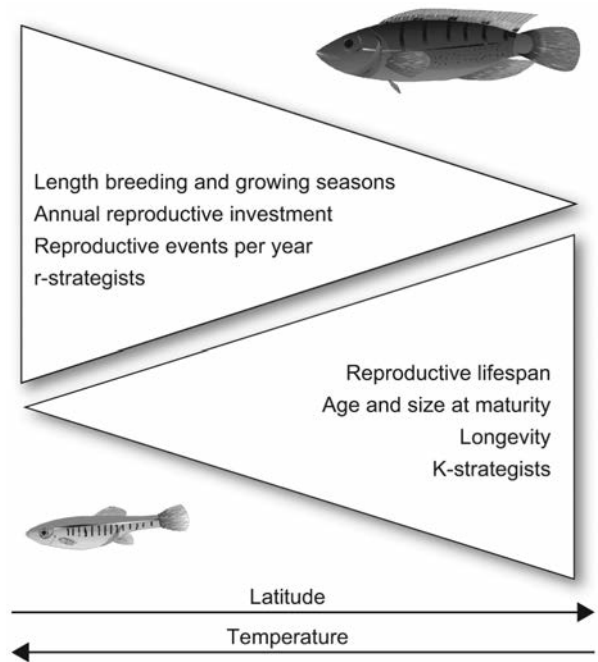 Length breeding and growing seasons
Annual reproductive investment
Reproductive events per year
r-strategists
Reproductive lifespan
Age and size at maturity
Longevity
K-strategists
Latitude
Temperature